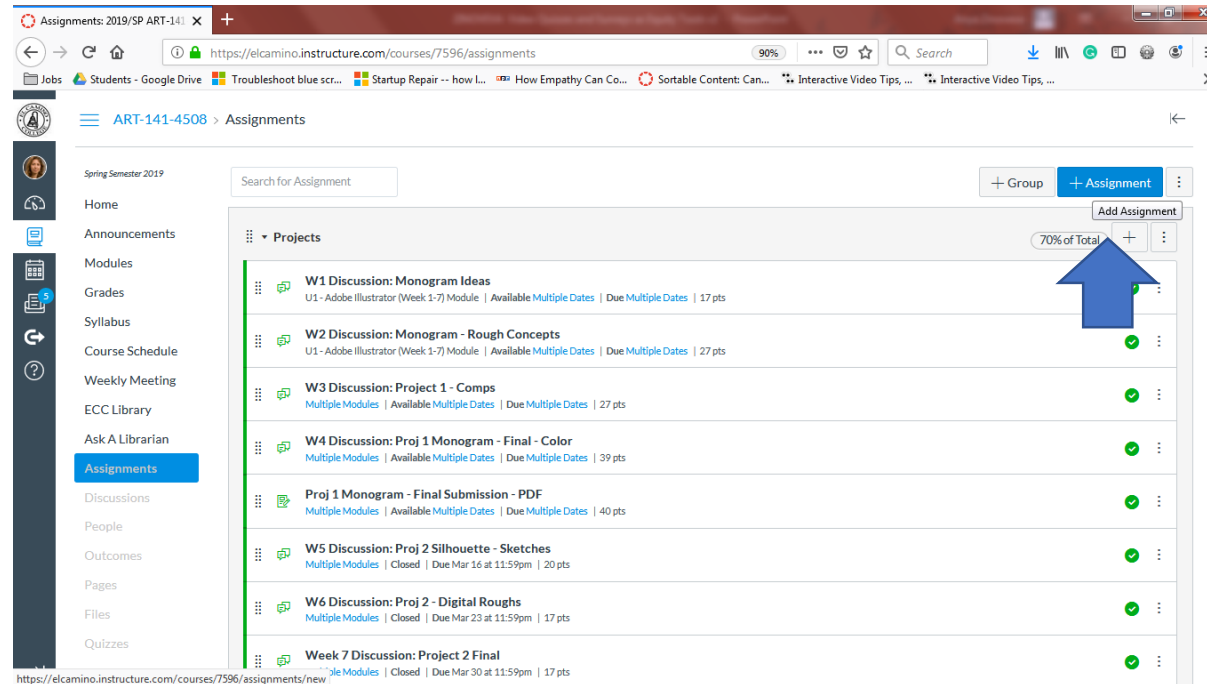 Assignments: 2019/SP ART-141
https://elcamino.instructure.com/courses/7596/assignments
90%
Search
Jobs
Students - Google Drive
Troubleshoot blue scr...
Startup Repair -- how I...
How Empathy Can Co...
Sortable Content: Can...
Interactive Video Tips, ...
Interactive Video Tips, ...
ART-141-4508 > Assignments
Spring Semester 2019
Home
Announcements
Modules
Grades
5
Syllabus
Course Schedule
Weekly Meeting
ECC Library
Ask A Librarian
Assignments
Discussions
People
Outcomes
Pages
Files
Quizzes
Search for Assignment
+ Group
+ Assignment
Add Assignment
Projects
70% of Total
W1 Discussion: Monogram Ideas
U1 - Adobe Illustrator (Week 1-7) Module | Available Multiple Dates | Due Multiple Dates | 17 pts
W2 Discussion: Monogram - Rough Concepts
U1 - Adobe Illustrator (Week 1-7) Module | Available Multiple Dates | Due Multiple Dates | 27 pts
W3 Discussion: Project 1 - Comps
Multiple Modules | Available Multiple Dates | Due Multiple Dates | 27 pts
W4 Discussion: Proj 1 Monogram - Final - Color
Multiple Modules | Available Multiple Dates | Due Multiple Dates | 39 pts
Proj 1 Monogram - Final Submission - PDF
Multiple Modules | Available Multiple Dates | Due Multiple Dates | 40 pts
W5 Discussion: Proj 2 Silhouette - Sketches
Multiple Modules | Closed | Due Mar 16 at 11:59pm | 20 pts
W6 Discussion: Proj 2 - Digital Roughs
Multiple Modules | Closed | Due Mar 23 at 11:59pm | 17 pts
Week 7 Discussion: Project 2 Final
ple Modules | Closed | Due Mar 30 at 11:59pm | 17 pts
https://elcamino.instructure.com/courses/7596/assignments/new